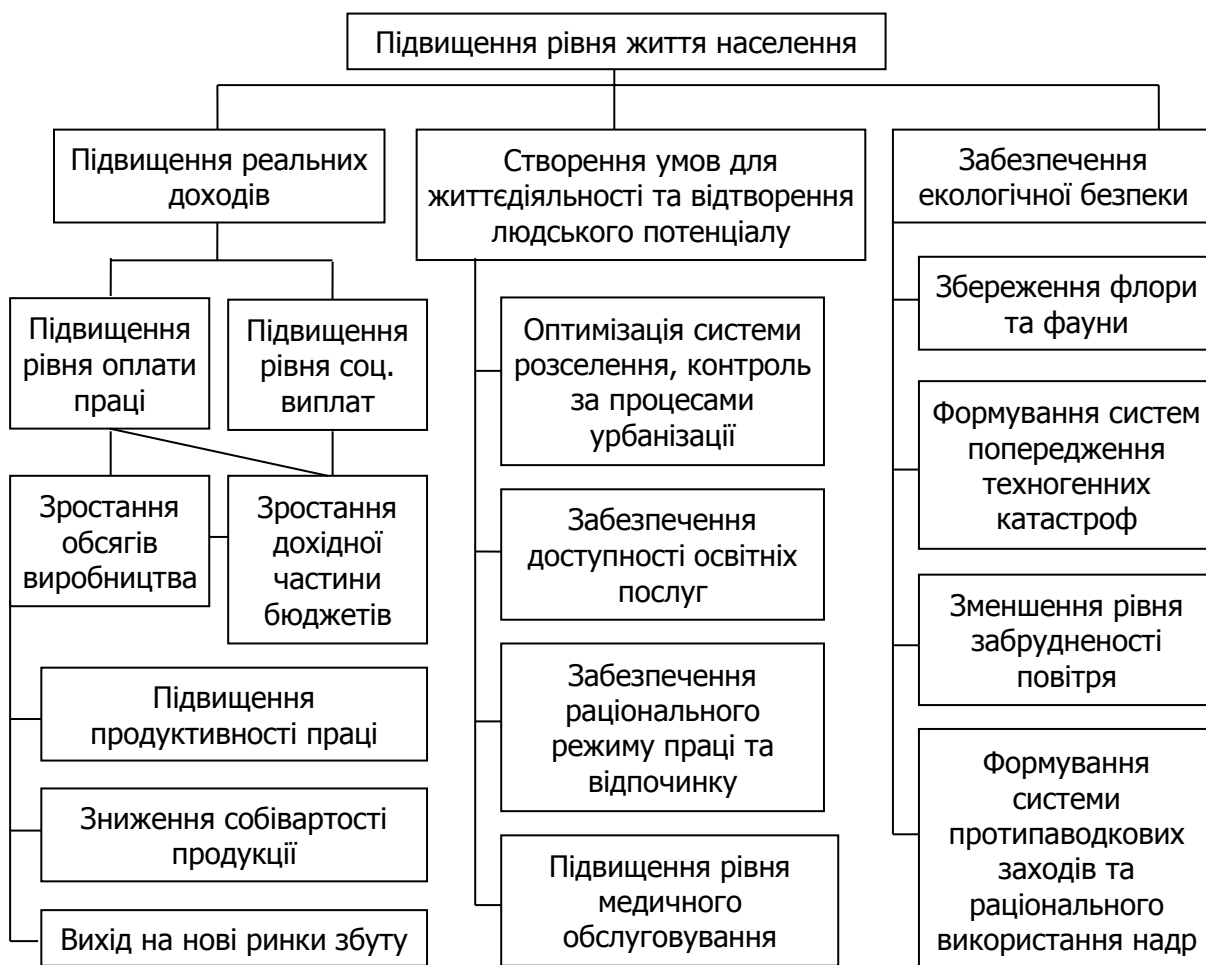 Підвищення рівня життя населення
Підвищення реальних
доходів
Створення умов для
життєдіяльності та відтворення
людського потенціалу
Забезпечення
екологічної безпеки
Підвищення
рівня оплати
праці
Підвищення
рівня соц.
виплат
Зростання
обсягів
виробництва
Зростання
дохідної
частини
бюджетів
Підвищення
продуктивності праці
Зниження собівартості
продукції
Вихід на нові ринки збуту
Оптимізація системи
розселення, контроль
за процесами
урбанізації
Забезпечення
доступності освітніх
послуг
Забезпечення
раціонального
режиму праці та
відпочинку
Підвищення рівня
медичного
обслуговування
Збереження флори
та фауни
Формування систем
попередження
техногенних
катастроф
Зменшення рівня
забрудненості
повітря
Формування
системи
протипаводкових
заходів та
раціонального
використання надр